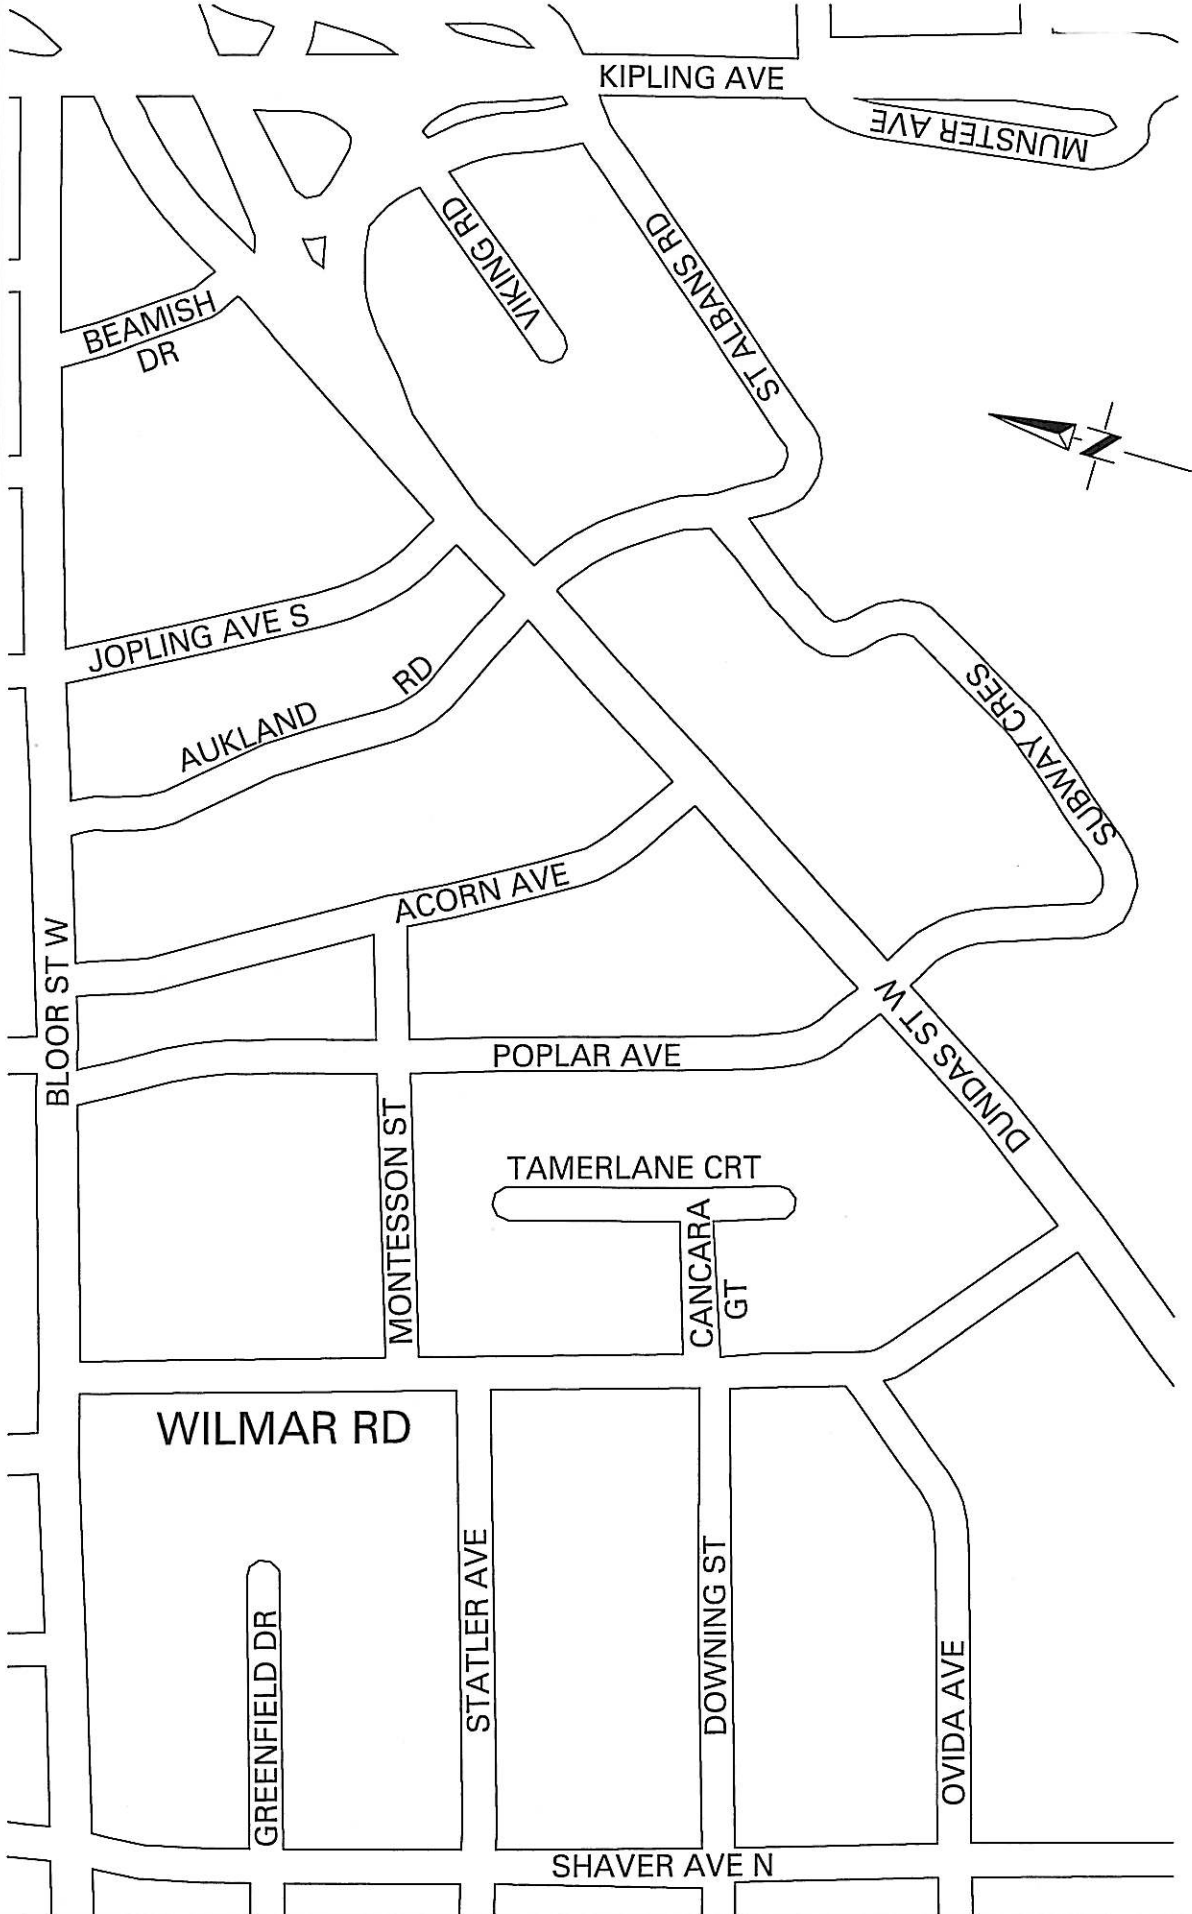 KIPLING AVE
MUNSTER AVE
VIKING RD
ST ALBANS RD
BEAMISH
DR
N
JOPLING AVE S
AUKLAND RD
SUBWAY CRES
ACORN AVE
BLOOR ST W
DUNDAS ST W
POPLAR AVE
MONTESSON ST
TAMERLANE CRT
CANCARA
GT
WILMAR RD
STATLER AVE
DOWNING ST
GREENFIELD DR
OVIDA AVE
SHAVER AVE N